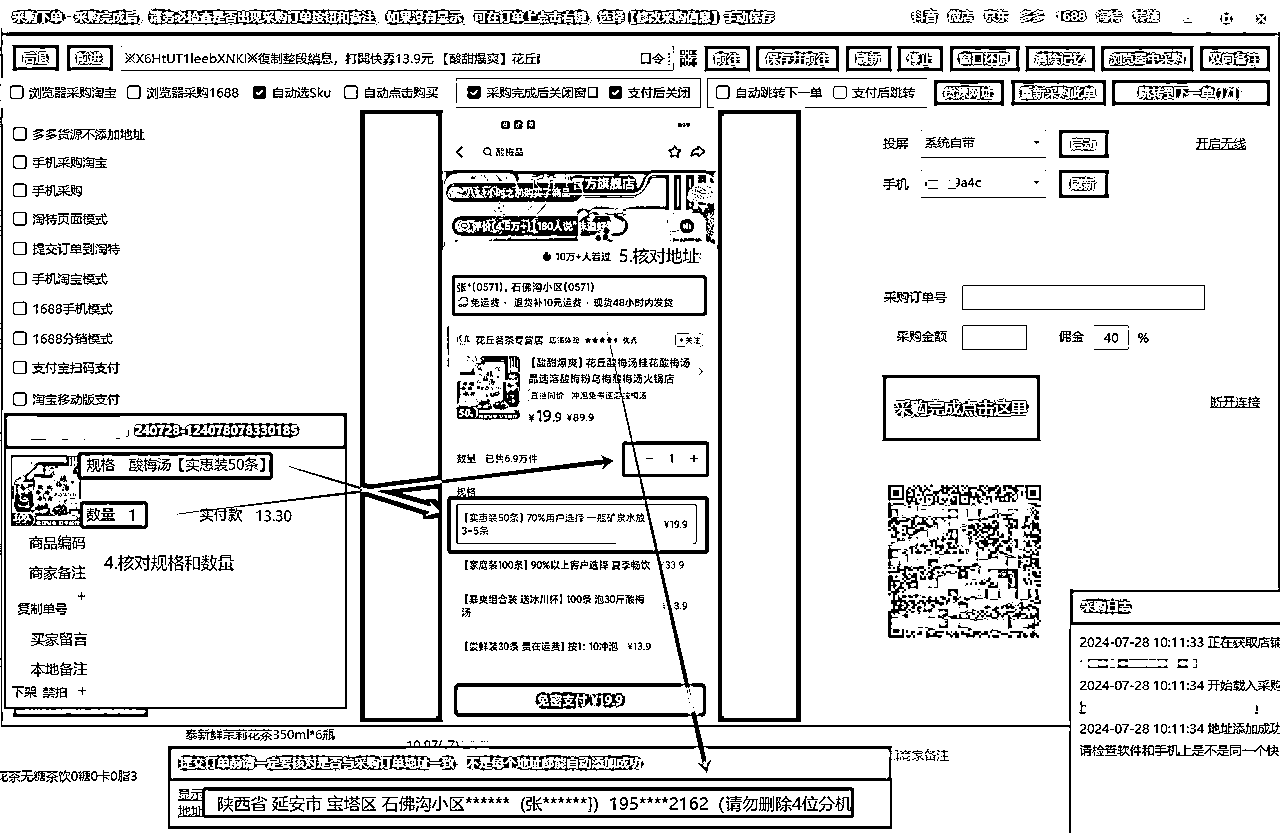 采购下单-采购完成后，请务必检查是否出现采购订单号和备注，如果没有显示，可在订单上点击右键，选择【修改采购信息】手动保存
抖音 微店 京东 多多 1688 淘特 快速
后退 前进 ※X6HtUT1leebXNKI※復制整段信息，打閞快手13.9元 【酸甜爆爽】花丘 口令 前往 保存并前往 刷新 停止 窗口还原 清除记忆 浏览器中采购 双向备注
浏览器采购淘宝 浏览器采购1688 自动选Sku 自动点击购买 采购完成后关闭窗口 支付后关闭 自动跳转下一单 支付后跳转 货源网址 重新采购此单 跳转到下一单(1/1)
多多货源不添加地址
手机采购淘宝
手机采购
淘特页面模式
提交订单到淘特
手机淘宝模式
1688手机模式
1688分销模式
支付宝扫码支付
淘宝移动版支付
240728-124078078330185
规格 酸梅汤【实惠装50条】
数量 1 实付款 13.30
商品编码
4.核对规格和数量
商家备注
+
复制单号
买家留言
本地备注
下架 禁拍 +
酸梅晶
官方旗舰店
10万+人看过 5.核对地址
张*(0571)，石佛沟小区(0571)
免运费 · 退货补10元运费 · 现货48小时内发货
花丘茗茶专营店 ★★★★★ +关注
【酸甜爆爽】花丘酸梅汤桂花酸梅汤
晶速溶酸梅粉乌梅酸梅汤火锅店
¥19.9 ¥89.9
数量 已售6.9万件 − 1 +
规格
【实惠装50条】70%用户选择 一瓶矿泉水放 3-5条 ¥19.9
【家庭装100条】90%以上客户选择 夏季畅饮 ¥33.9
【暴爽组合装 送冰川杯】100条 泡30斤酸梅汤
【尝鲜装30条 贵在运费】按1: 10冲泡 ¥13.9
免密支付 ¥19.9
投屏 系统自带 启动 开启无线
手机 9a4c 刷新
采购订单号
采购金额 佣金 40 %
采购完成点击这里
断开连接
采购日志
2024-07-28 10:11:33 正在获取店铺
2024-07-28 10:11:34 开始载入采购
2024-07-28 10:11:34 地址添加成功
请检查软件和手机上是不是同一个快
泰新鲜茉莉花茶350ml*6瓶
花茶无糖茶饮0糖0卡0脂3
商家备注
提交订单前请一定要核对是否与采购订单地址一致，不是每个地址都能自动添加成功
显示地址 陕西省 延安市 宝塔区 石佛沟小区****** (张******]) 195****2162 (请勿删除4位分机